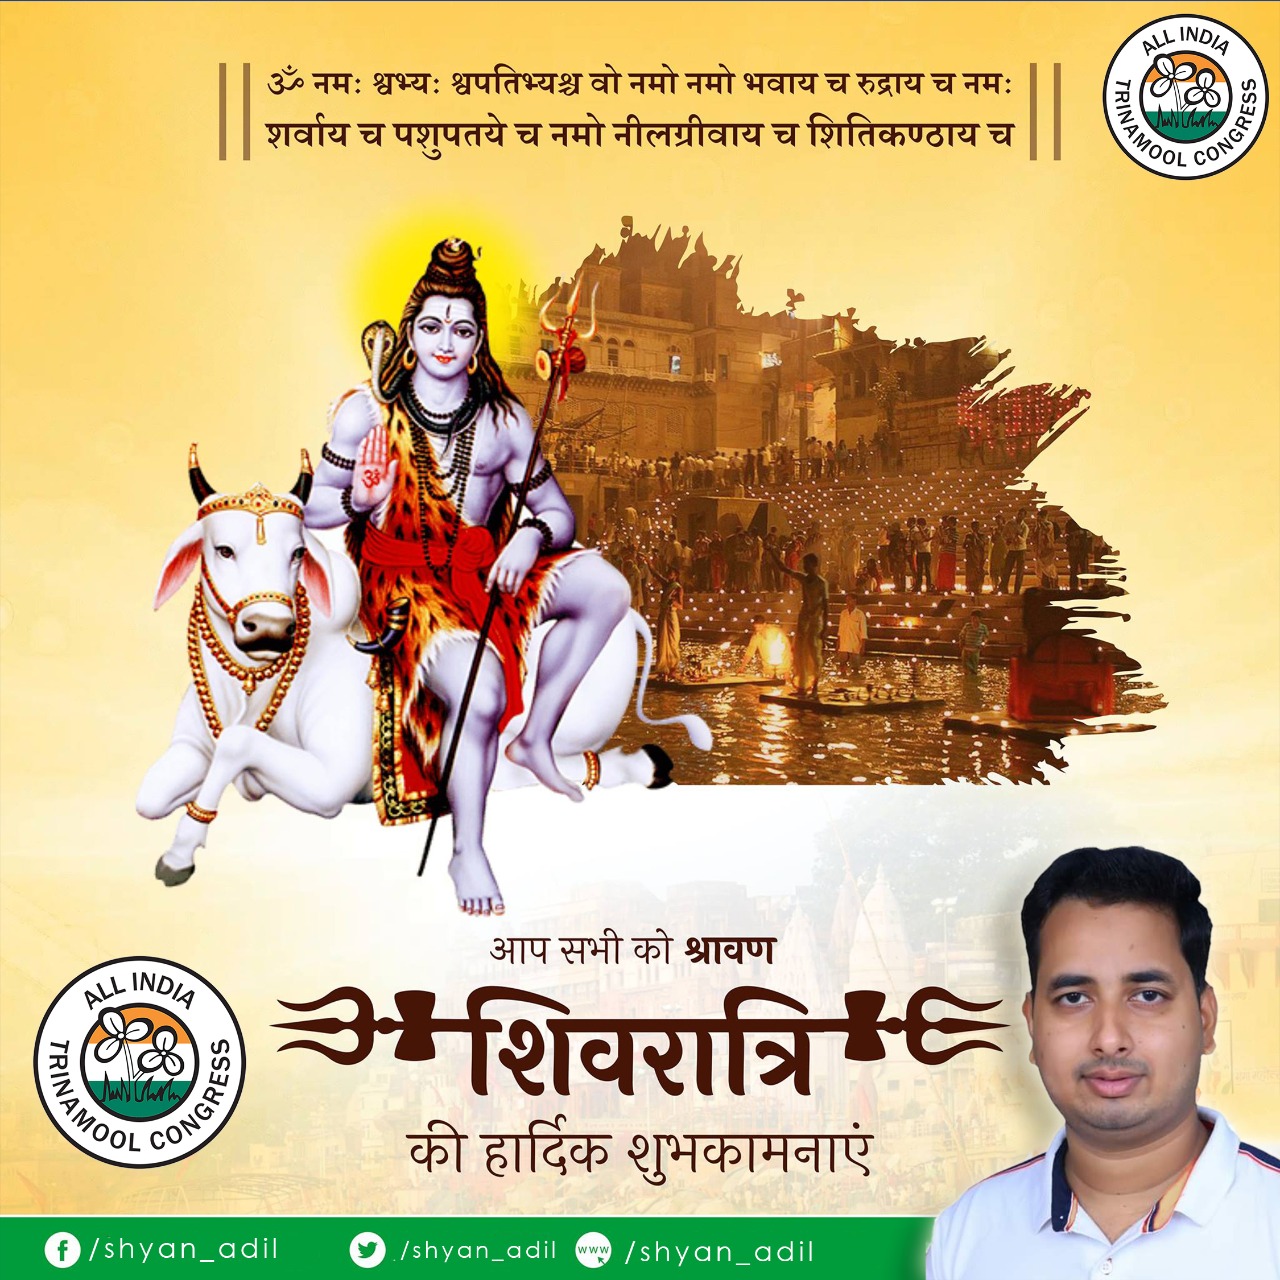 ॐ नमः श्वभ्यः श्वपतिभ्यश्च वो नमो नमो भवाय च रुद्राय च नमः
शर्वाय च पशुपतये च नमो नीलग्रीवाय च शितिकण्ठाय च
ALL INDIA
TRINAMOOL CONGRESS
ॐ
आप सभी को श्रावण
शिवरात्रि
की हार्दिक शुभकामनाएं
ALL INDIA
TRINAMOOL CONGRESS
f /shyan_adil /shyan_adil www /shyan_adil